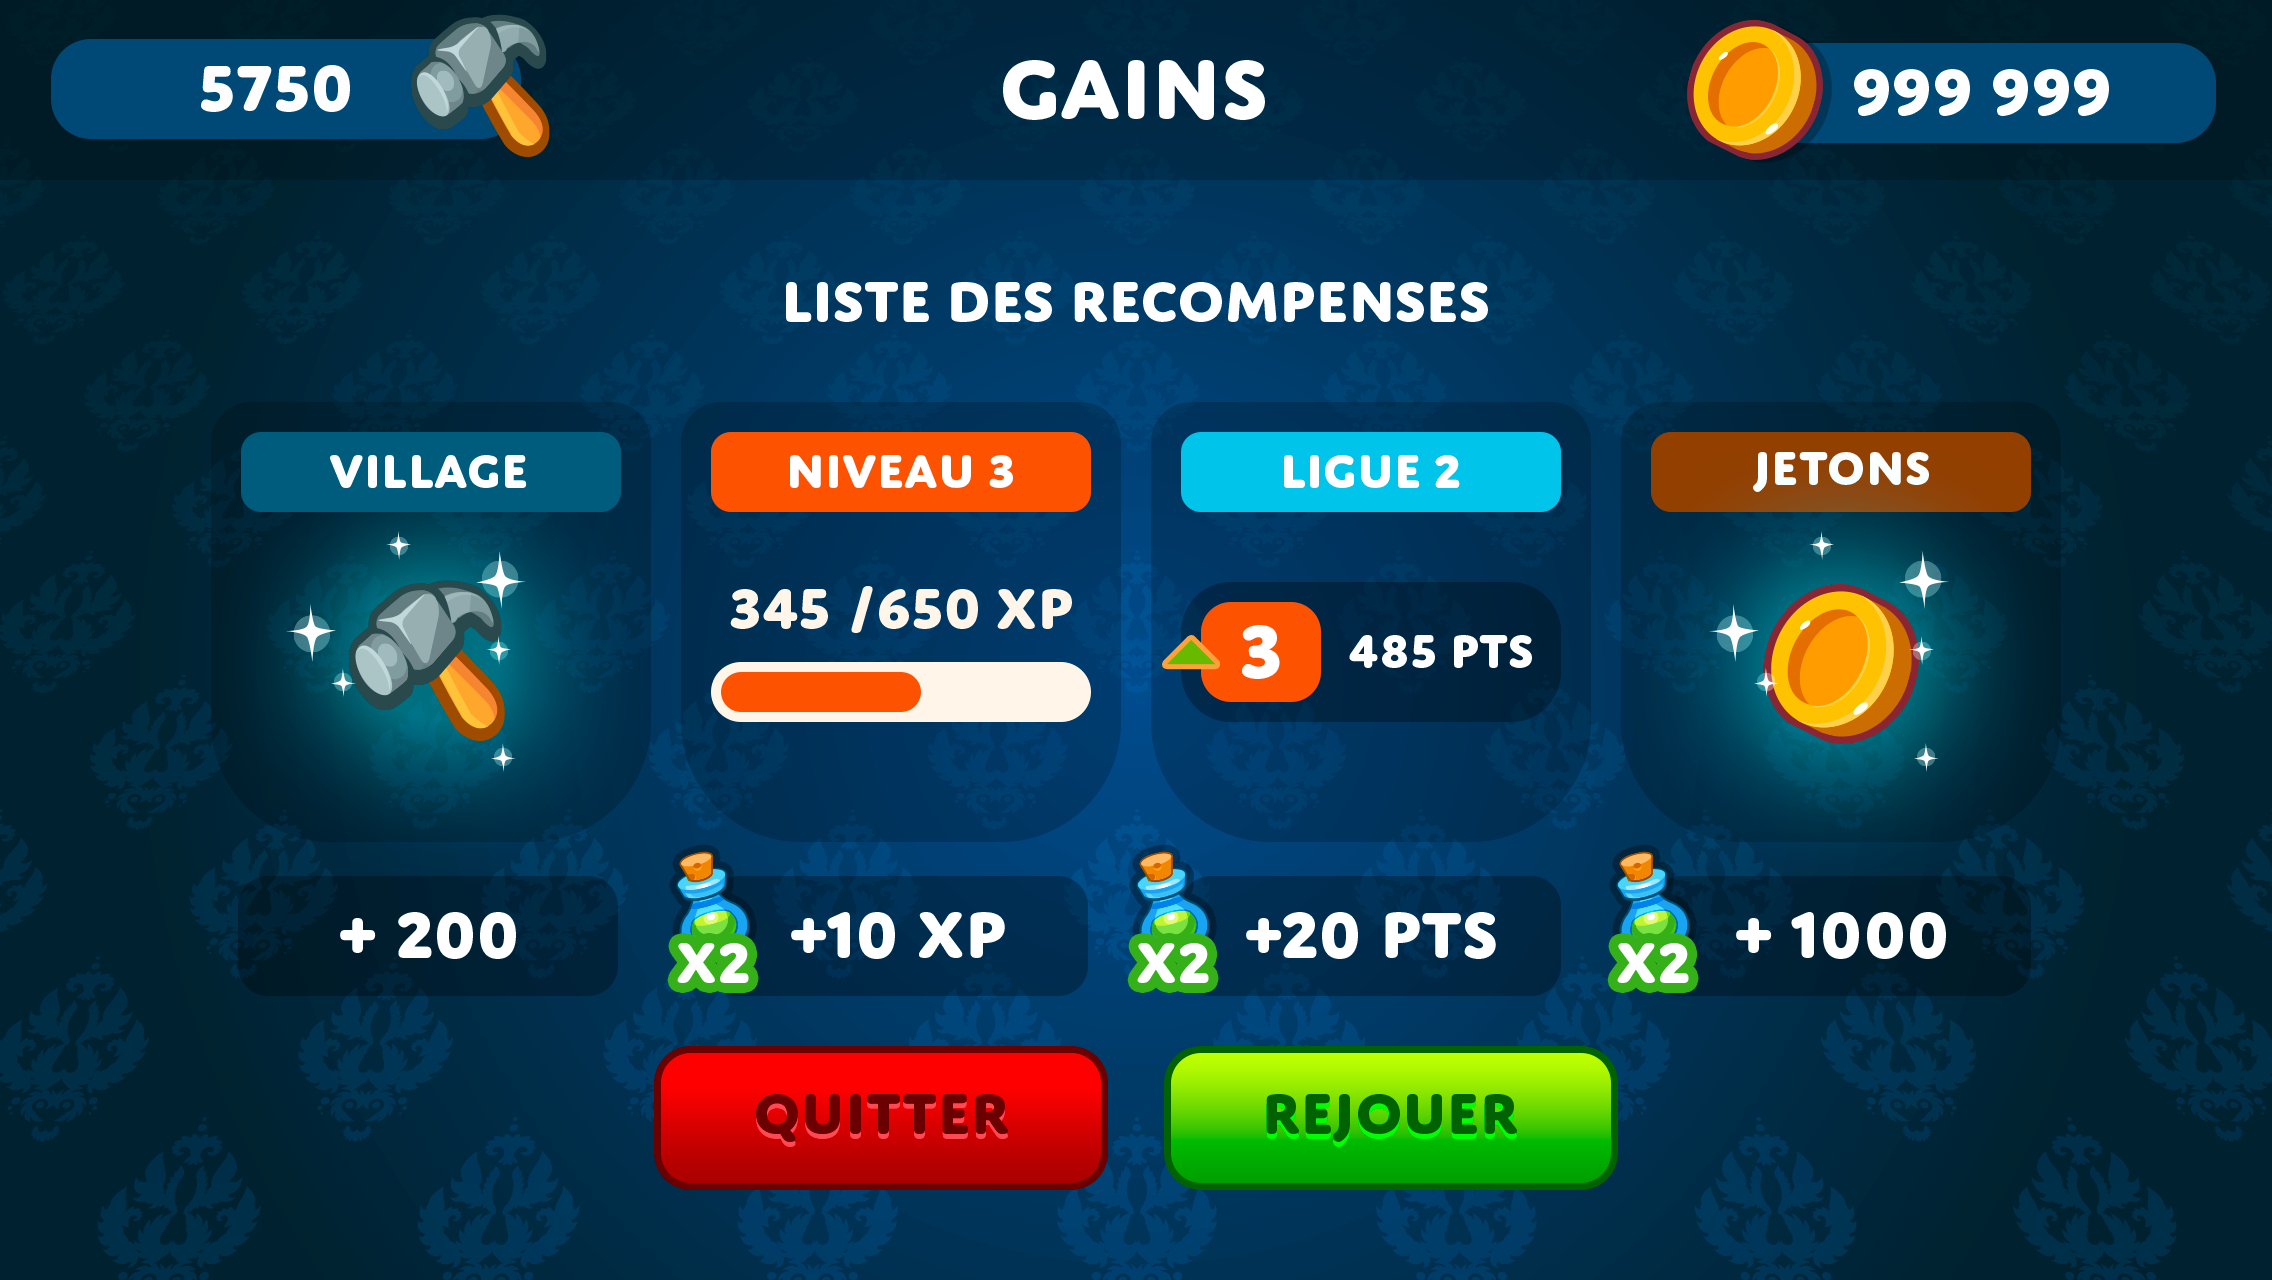 5750
GAINS
999 999
LISTE DES RECOMPENSES
VILLAGE
NIVEAU 3
LIGUE 2
JETONS
345 /650 XP
3
485 PTS
+ 200
X2
+10 XP
X2
+20 PTS
X2
+ 1000
QUITTER
REJOUER